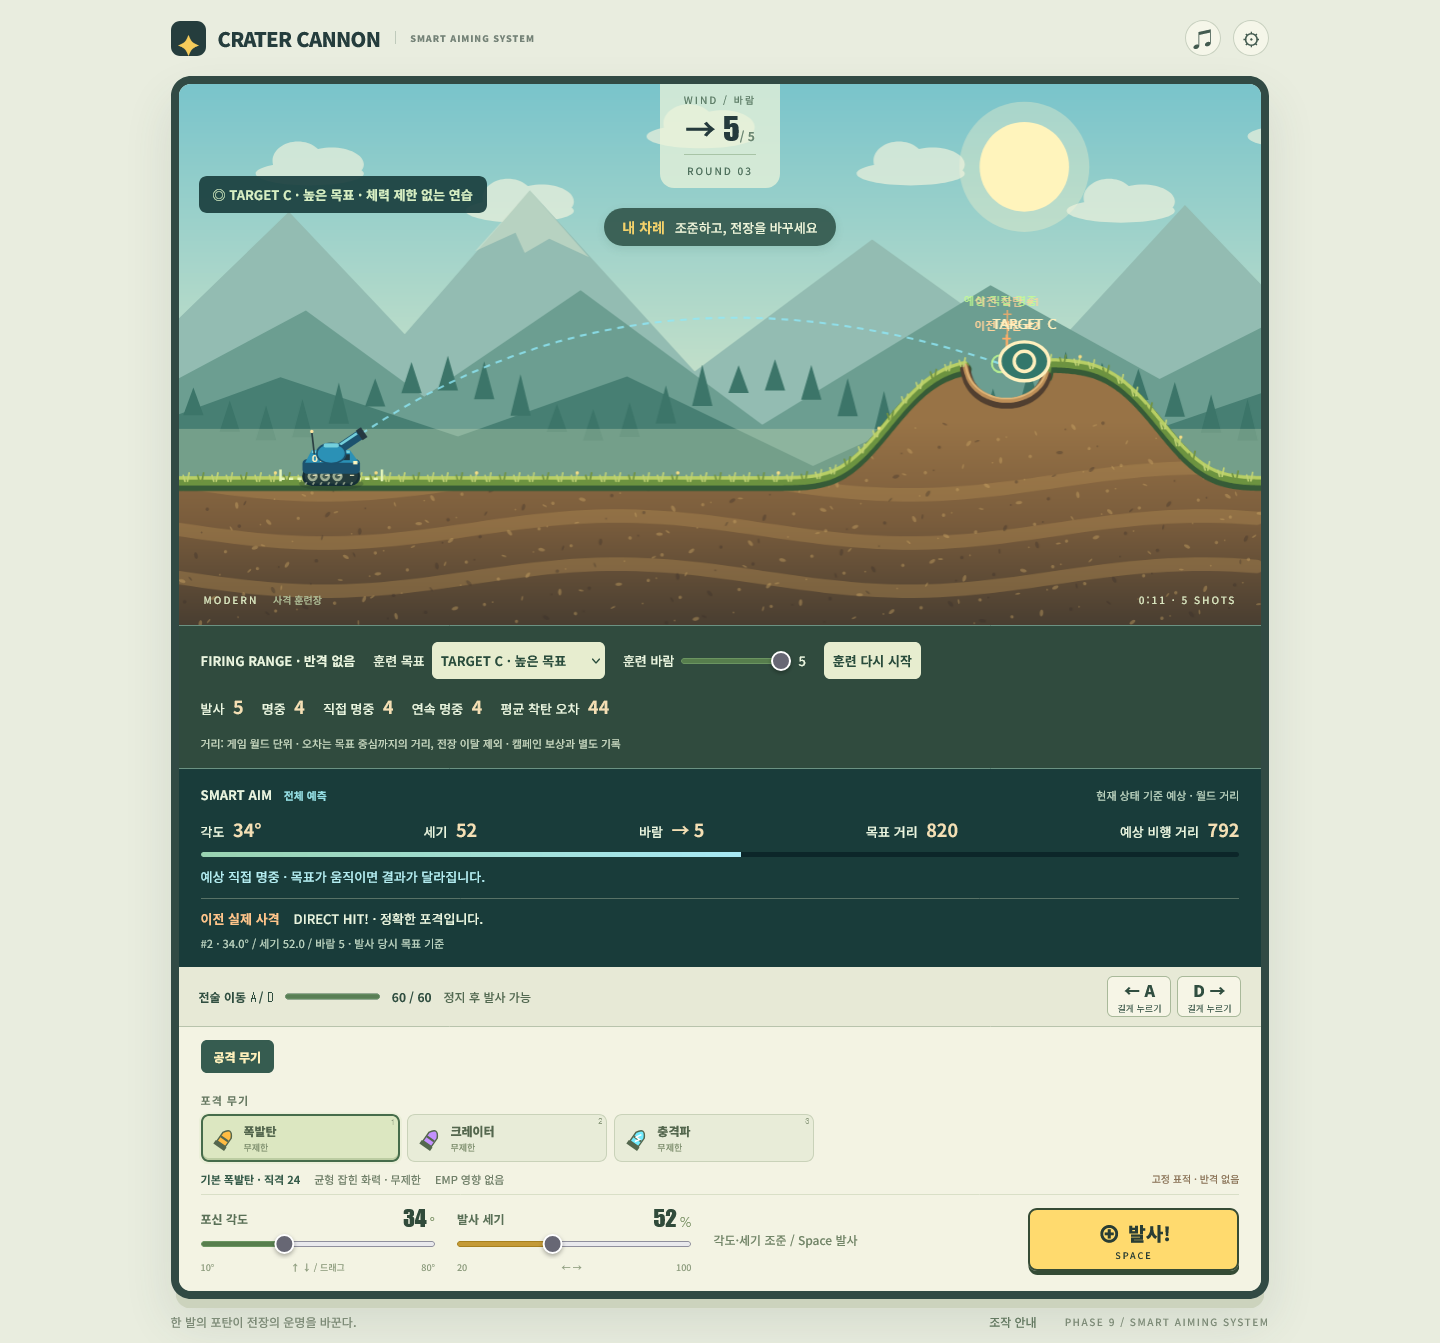 CRATER CANNON
SMART AIMING SYSTEM
WIND / 바람
→ 5 / 5
ROUND 03
◎ TARGET C · 높은 목표 · 체력 제한 없는 연습
내 차례 조준하고, 전장을 바꾸세요
TARGET C
MODERN 사격 훈련장
0:11 · 5 SHOTS
FIRING RANGE · 반격 없음 훈련 목표 TARGET C · 높은 목표 훈련 바람 5 훈련 다시 시작
발사 5 명중 4 직접 명중 4 연속 명중 4 평균 착탄 오차 44
거리: 게임 월드 단위 · 오차는 목표 중심까지의 거리, 전장 이탈 제외 · 캠페인 보상과 별도 기록
SMART AIM 전체 예측 현재 상태 기준 예상 · 월드 거리
각도 34° 세기 52 바람 → 5 목표 거리 820 예상 비행 거리 792
예상 직접 명중 · 목표가 움직이면 결과가 달라집니다.
이전 실제 사격 DIRECT HIT! · 정확한 포격입니다.
#2 · 34.0° / 세기 52.0 / 바람 5 · 발사 당시 목표 기준
전술 이동 A / D 60 / 60 정지 후 발사 가능
← A 길게 누르기
D → 길게 누르기
공격 무기
포격 무기
폭발탄 1
무제한
크레이터 2
무제한
충격파 3
무제한
기본 폭발탄 · 직격 24 균형 잡힌 화력 · 무제한 EMP 영향 없음 고정 표적 · 반격 없음
포신 각도 34° 발사 세기 52 %
각도·세기 조준 / Space 발사
발사!
SPACE
10° ↑ ↓ / 드래그 80° 20 ← → 100
한 발의 포탄이 전장의 운명을 바꾼다.
조작 안내 PHASE 9 / SMART AIMING SYSTEM